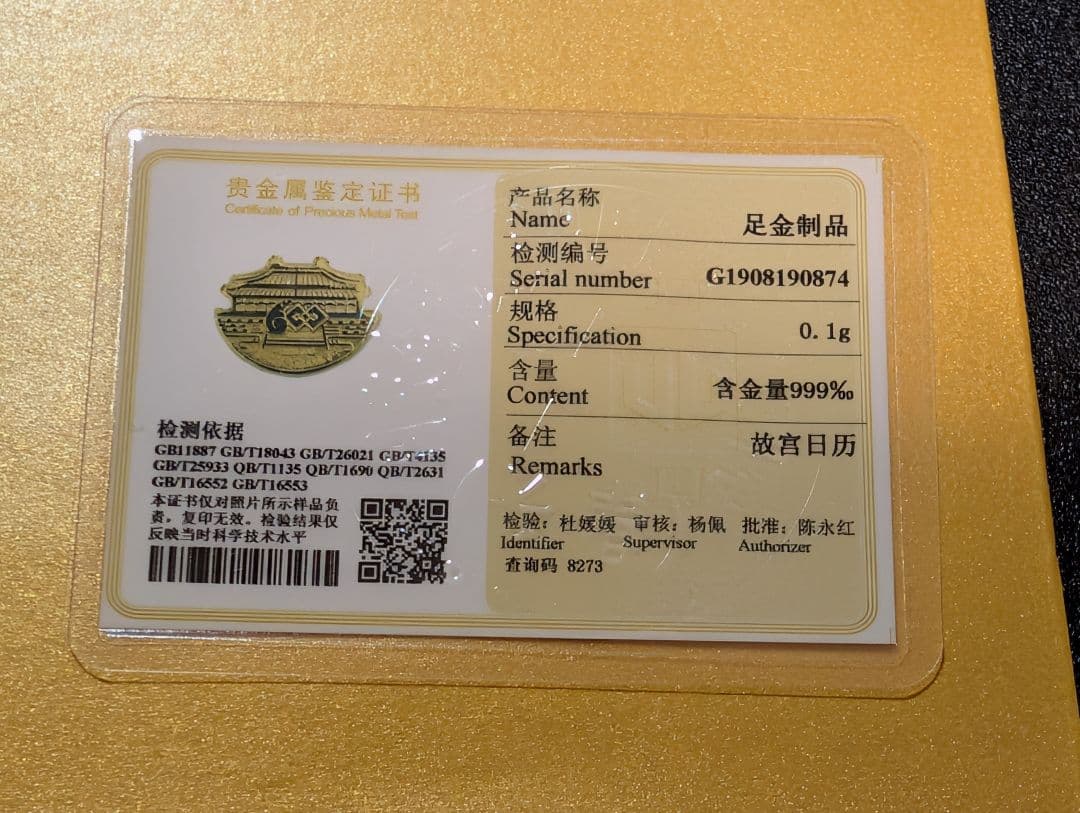 贵金属鉴定证书
Certificate of Precious Metal Test
600
检测依据
GB11887 GB/T18043 GB/T26021 GB/T4135
GB/T25933 QB/T1135 QB/T1690 QB/T2631
GB/T16552 GB/T16553
本证书仅对照片所示样品负
责。复印无效。检验结果仅
反映当时科学技术水平
产品名称
Name 足金制品
检测编号
Serial number G1908190874
规格
Specification 0.1g
含量
Content 含金量999‰
备注 故宫日历
Remarks
检验：杜媛媛 审核：杨佩 批准：陈永红
Identifier Supervisor Authorizer
查询码 8273